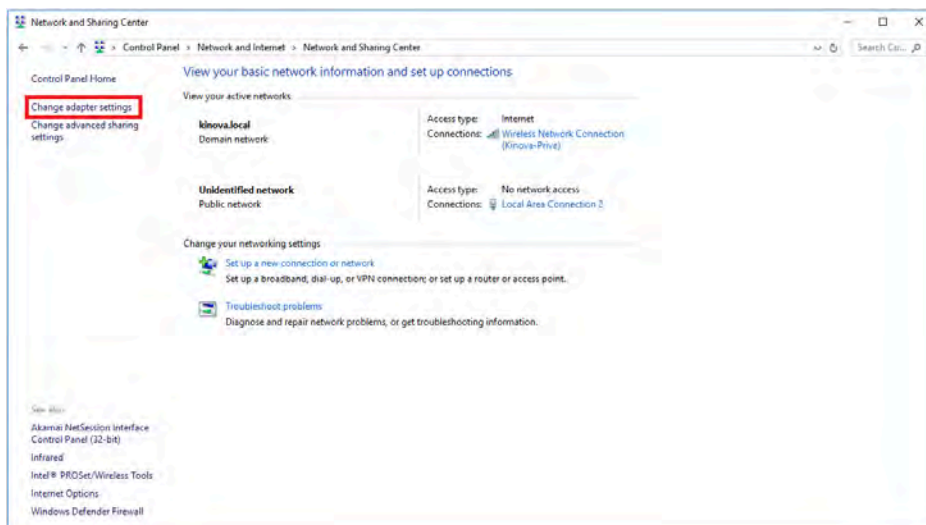 Network and Sharing Center
Control Panel > Network and Internet > Network and Sharing Center
Search Co...
Control Panel Home
Change adapter settings
Change advanced sharing
settings
View your basic network information and set up connections
View your active networks
kinova.local
Domain network
Access type: Internet
Connections: Wireless Network Connection
(Kinova-Prive)
Unidentified network
Public network
Access type: No network access
Connections: Local Area Connection 2
Change your networking settings
Set up a new connection or network
Set up a broadband, dial-up, or VPN connection; or set up a router or access point.
Troubleshoot problems
Diagnose and repair network problems, or get troubleshooting information.
See also
Akamai NetSession Interface
Control Panel (32-bit)
Infrared
Intel® PROSet/Wireless Tools
Internet Options
Windows Defender Firewall